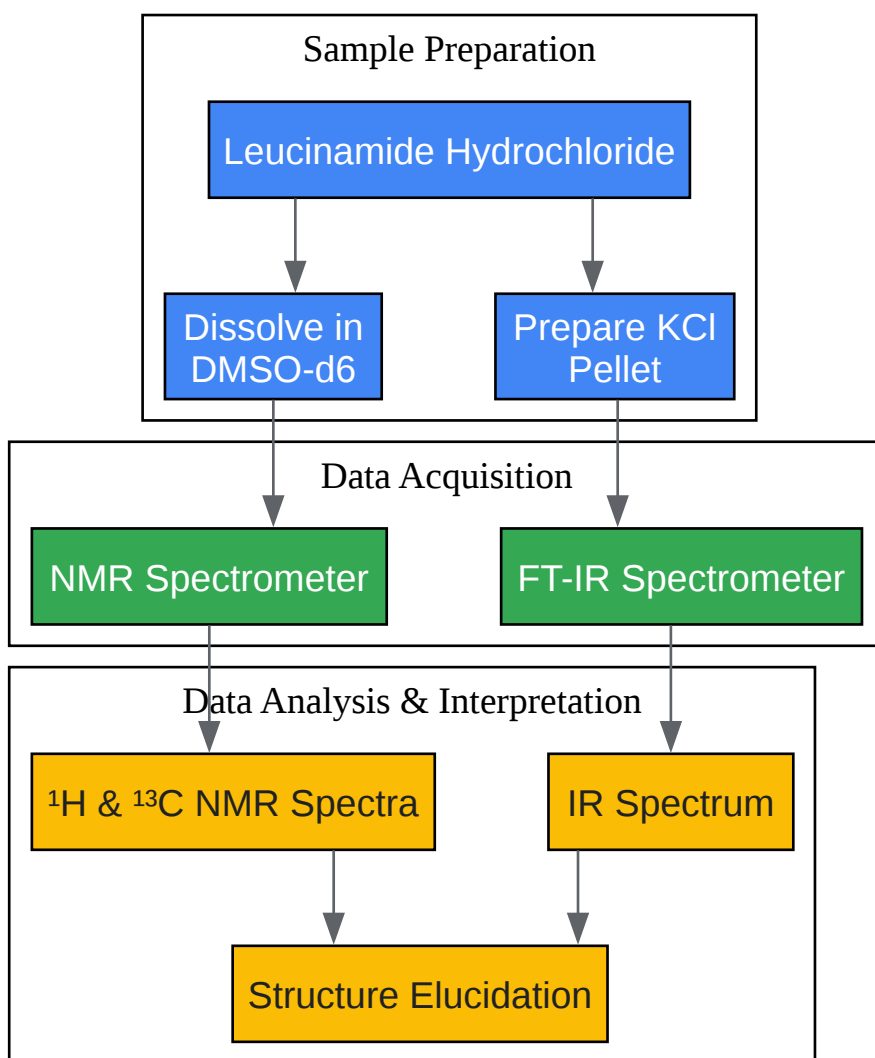 Sample Preparation
Leucinamide Hydrochloride
Dissolve in
DMSO-d6
Prepare KCl
Pellet
Data Acquisition
NMR Spectrometer
FT-IR Spectrometer
Data Analysis & Interpretation
¹H & ¹³C NMR Spectra
IR Spectrum
Structure Elucidation